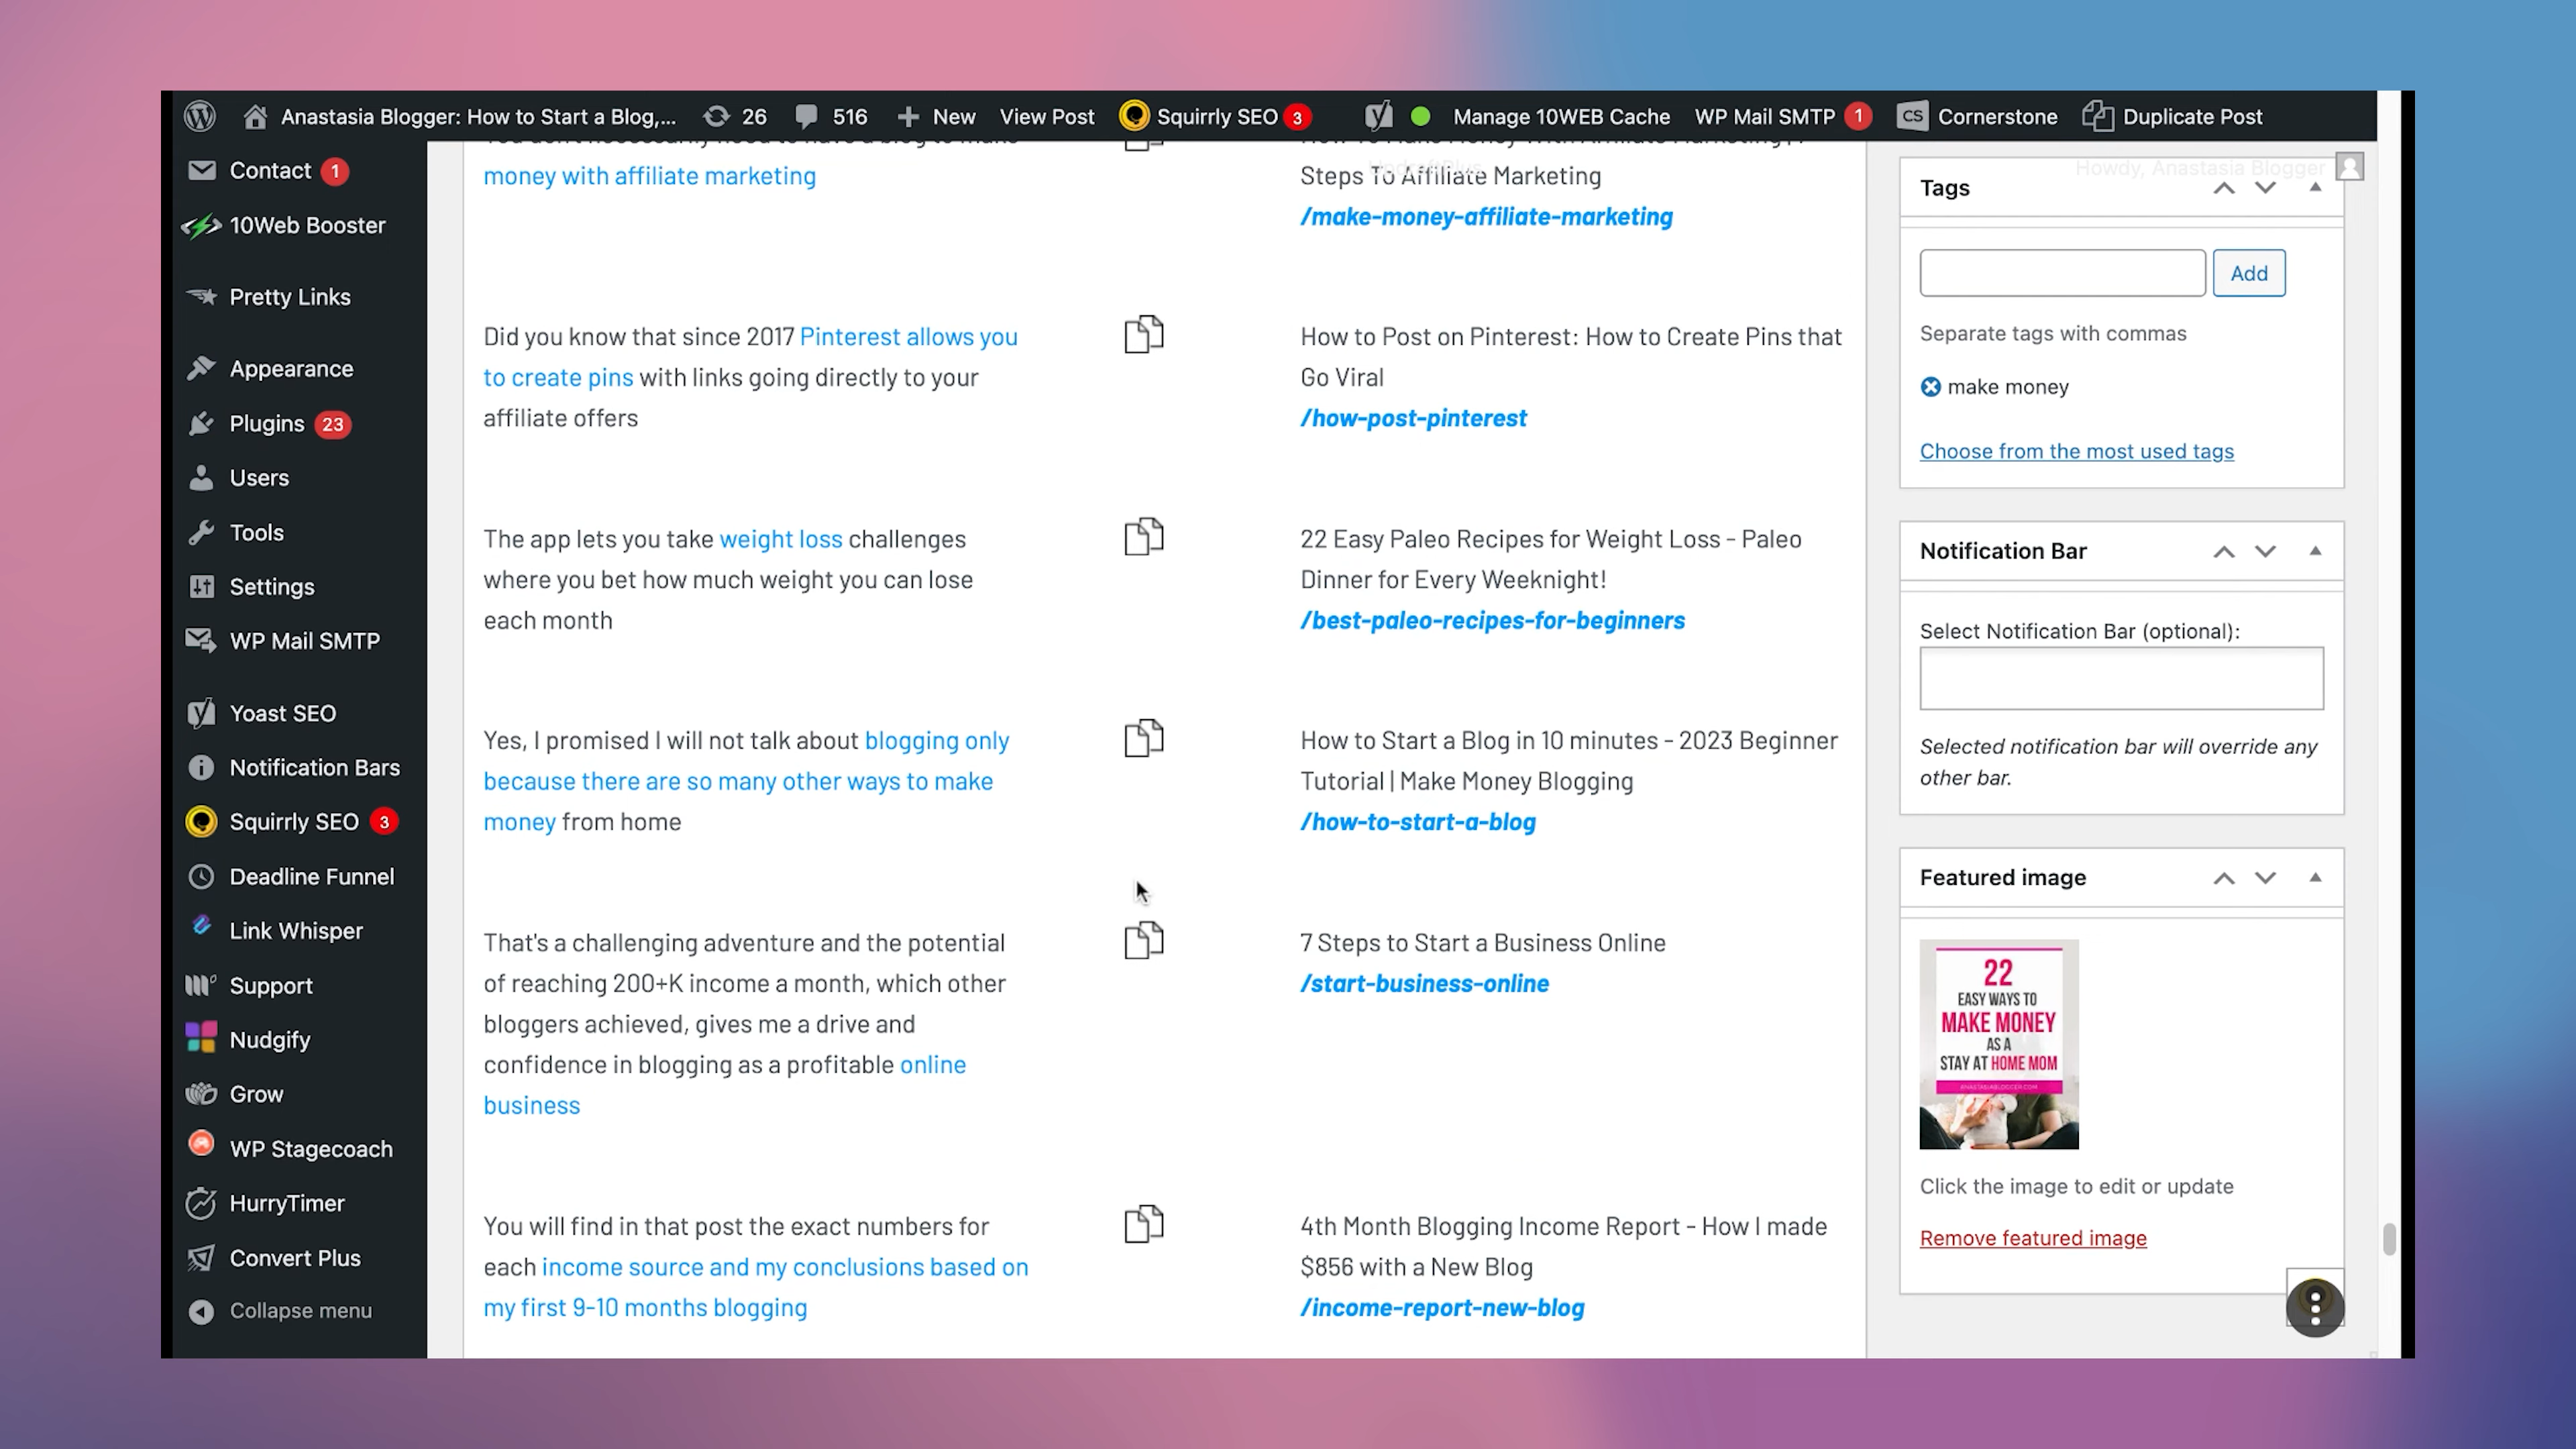 Anastasia Blogger: How to Start a Blog,...
26
516
New
View Post
Squirrly SEO 3
Manage 10WEB Cache
WP Mail SMTP 1
CS Cornerstone
Duplicate Post
Howdy, Anastasia Blogger
Contact 1
10Web Booster
Pretty Links
Appearance
Plugins 23
Users
Tools
Settings
WP Mail SMTP
Yoast SEO
Notification Bars
Squirrly SEO 3
Deadline Funnel
Link Whisper
Support
Nudgify
Grow
WP Stagecoach
HurryTimer
Convert Plus
Collapse menu
money with affiliate marketing
Steps To Affiliate Marketing
/make-money-affiliate-marketing
Did you know that since 2017 Pinterest allows you
to create pins with links going directly to your
affiliate offers
How to Post on Pinterest: How to Create Pins that
Go Viral
/how-post-pinterest
The app lets you take weight loss challenges
where you bet how much weight you can lose
each month
22 Easy Paleo Recipes for Weight Loss - Paleo
Dinner for Every Weeknight!
/best-paleo-recipes-for-beginners
Yes, I promised I will not talk about blogging only
because there are so many other ways to make
money from home
How to Start a Blog in 10 minutes - 2023 Beginner
Tutorial | Make Money Blogging
/how-to-start-a-blog
That's a challenging adventure and the potential
of reaching 200+K income a month, which other
bloggers achieved, gives me a drive and
confidence in blogging as a profitable online
business
7 Steps to Start a Business Online
/start-business-online
You will find in that post the exact numbers for
each income source and my conclusions based on
my first 9-10 months blogging
4th Month Blogging Income Report - How I made
$856 with a New Blog
/income-report-new-blog
Tags
Add
Separate tags with commas
make money
Choose from the most used tags
Notification Bar
Select Notification Bar (optional):
Selected notification bar will override any
other bar.
Featured image
22
EASY WAYS TO
MAKE MONEY
AS A
STAY AT HOME MOM
ANASTASIABLOGGER.COM
Click the image to edit or update
Remove featured image